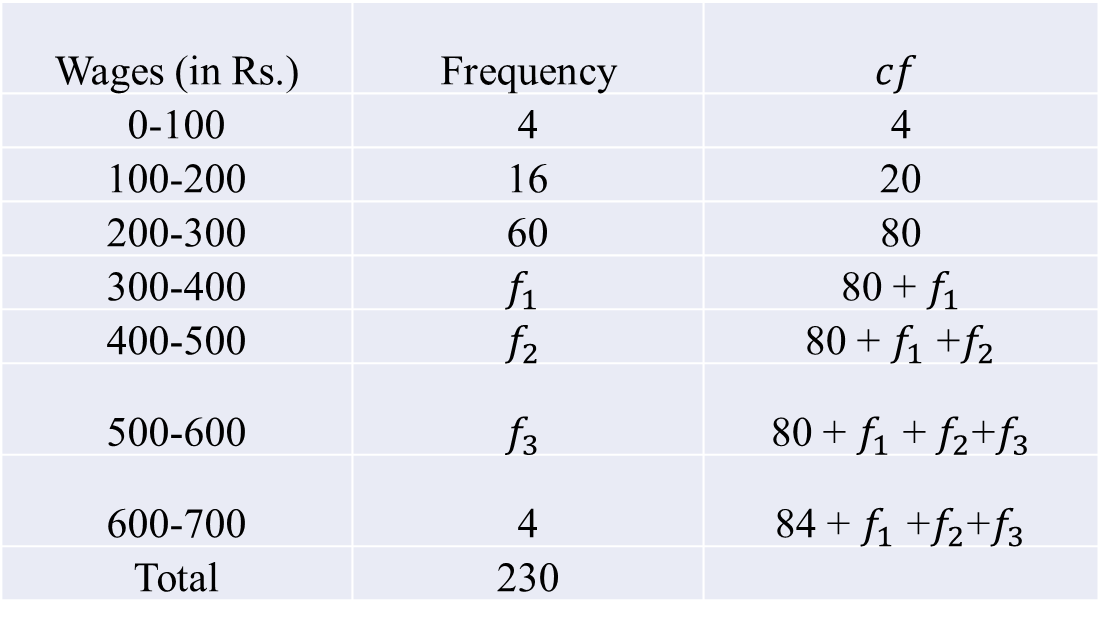 Wages (in Rs.) Frequency cf
0-100 4 4
100-200 16 20
200-300 60 80
300-400 f₁ 80 + f₁
400-500 f₂ 80 + f₁ +f₂
500-600 f₃ 80 + f₁ + f₂+f₃
600-700 4 84 + f₁ +f₂+f₃
Total 230